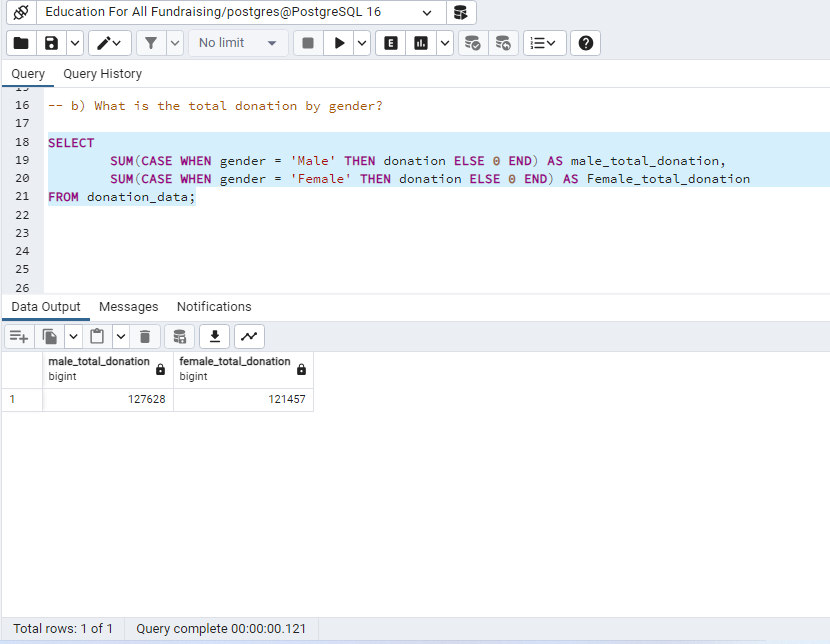 Education For All Fundraising/postgres@PostgreSQL 16
No limit
E
Query Query History
16 -- b) What is the total donation by gender?
17
18 SELECT
19 SUM(CASE WHEN gender = 'Male' THEN donation ELSE 0 END) AS male_total_donation,
20 SUM(CASE WHEN gender = 'Female' THEN donation ELSE 0 END) AS Female_total_donation
21 FROM donation_data;
22
23
24
25
26
Data Output Messages Notifications
male_total_donation female_total_donation
bigint bigint
1 127628 121457
Total rows: 1 of 1 Query complete 00:00:00.121